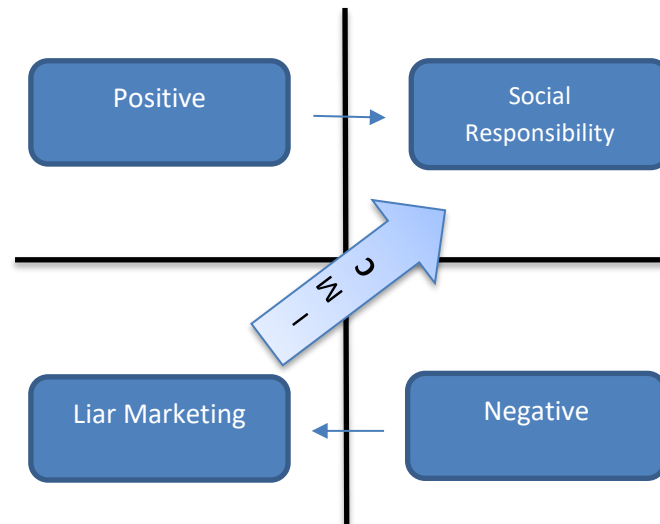 Positive
Social
Responsibility
I M C
Liar Marketing
Negative